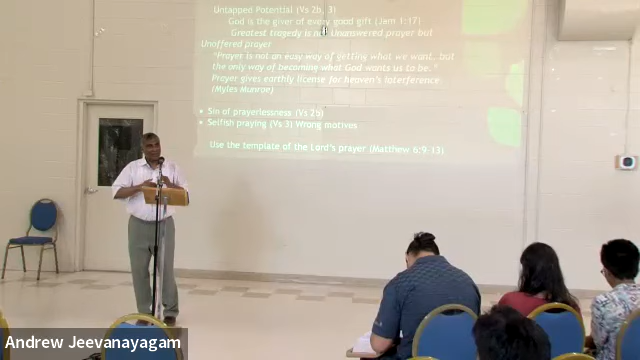 Untapped Potential (Vs 2b, 3)
God is the giver of every good gift (Jam 1:17)
Greatest tragedy is not Unanswered prayer but
Unoffered prayer
"Prayer is not an easy way of getting what we want, but
the only way of becoming what God wants us to be."
Prayer gives earthly license for heaven's interference
(Myles Munroe)
Sin of prayerlessness (Vs 2b)
Selfish praying (Vs 3) Wrong motives
Use the template of the Lord's prayer (Matthew 6:9-13)
Andrew Jeevanayagam